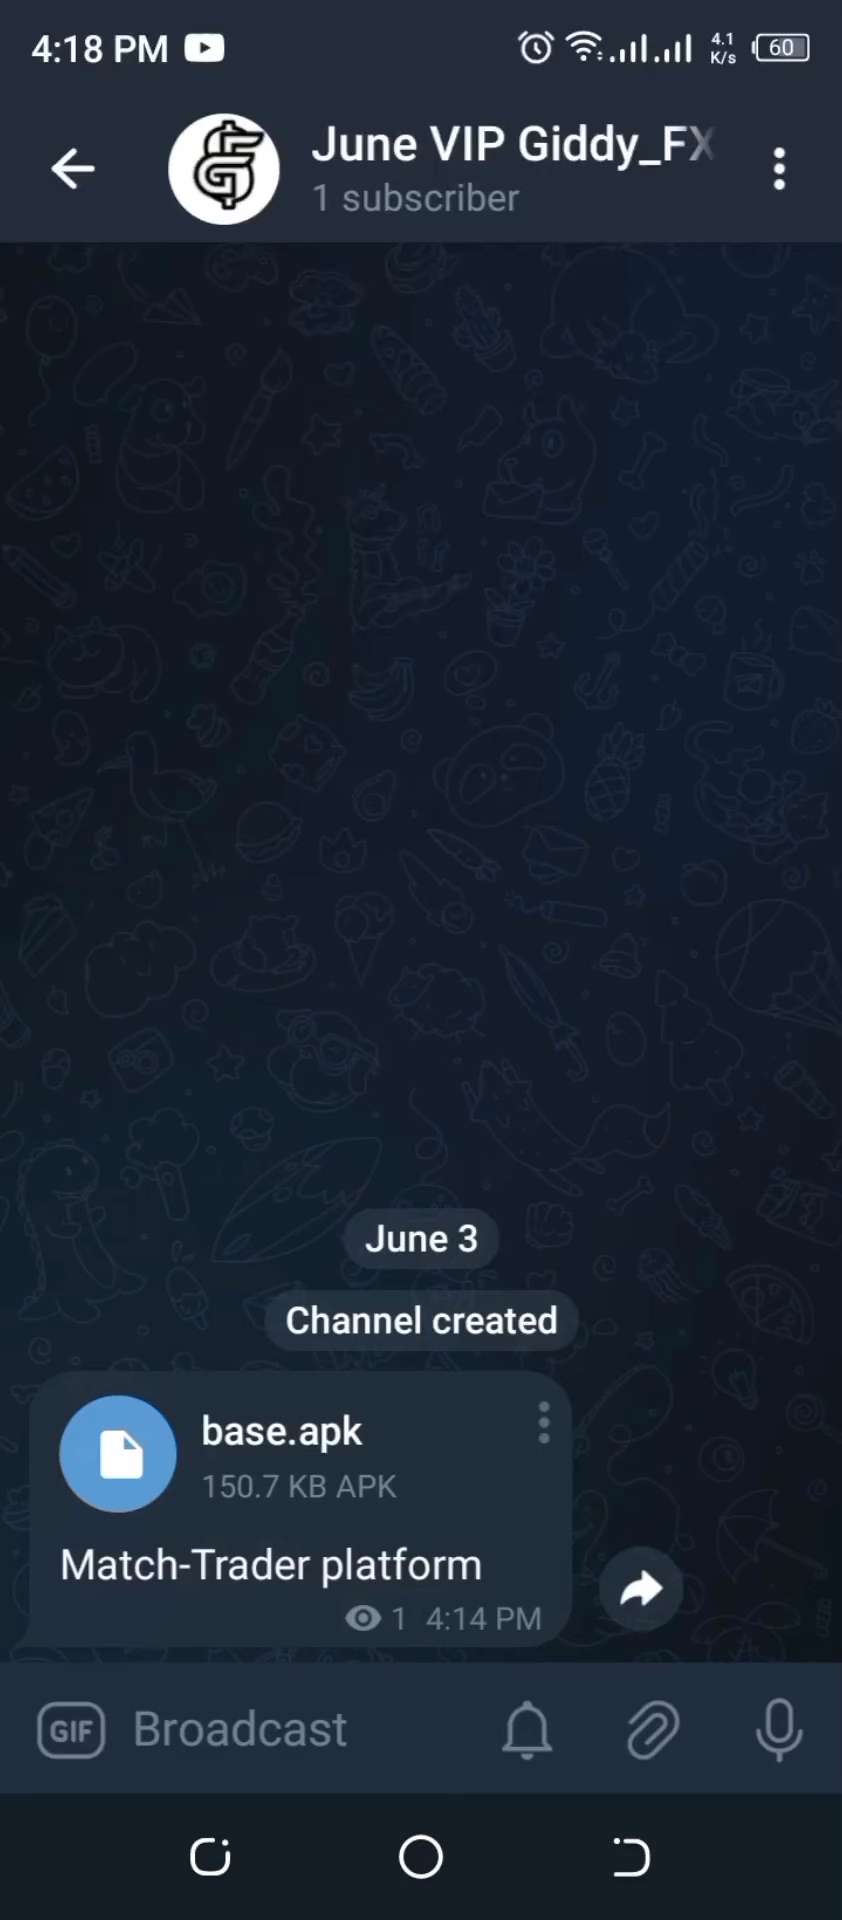 4:18 PM
4.1 K/s
60
June VIP Giddy_FX
1 subscriber
June 3
Channel created
base.apk
150.7 KB APK
Match-Trader platform
1 4:14 PM
GIF Broadcast